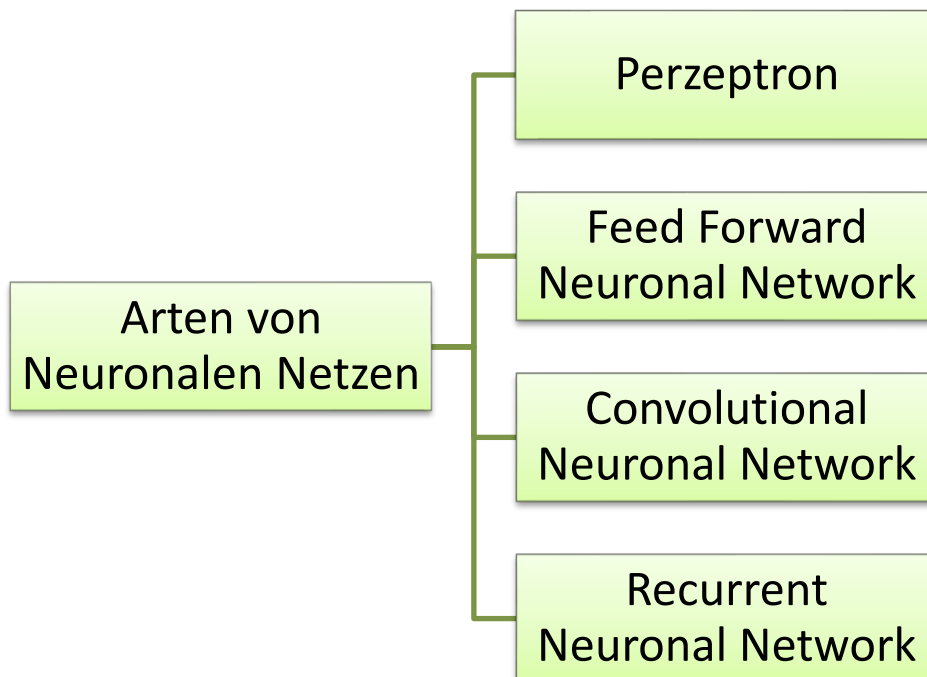 Arten von
Neuronalen Netzen
Perzeptron
Feed Forward
Neuronal Network
Convolutional
Neuronal Network
Recurrent
Neuronal Network